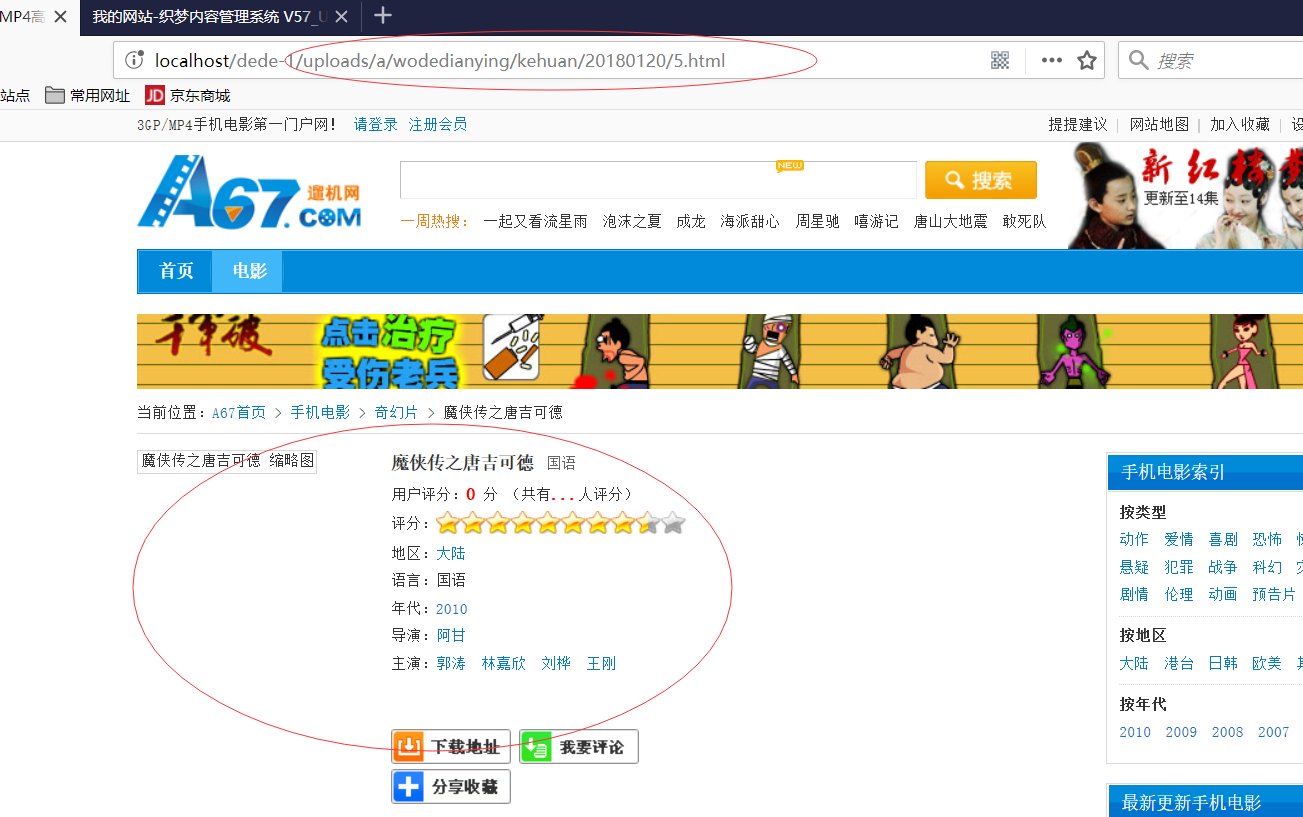 MP4高
我的网站-织梦内容管理系统 V57_U
localhost/dede-1/uploads/a/wodedianying/kehuan/20180120/5.html
搜索
站点 常用网址 JD 京东商城
3GP/MP4手机电影第一门户网! 请登录 注册会员
提提建议 | 网站地图 | 加入收藏 |
A67.COM 遛机网
NEW
搜索
一周热搜: 一起又看流星雨 泡沫之夏 成龙 海派甜心 周星驰 嘻游记 唐山大地震 敢死队
新红楼
更新至14集
首页 电影
点击治疗
受伤老兵
当前位置:A67首页 > 手机电影 > 奇幻片 > 魔侠传之唐吉可德
魔侠传之唐吉可德 缩略图
魔侠传之唐吉可德 国语
用户评分:0 分 (共有...人评分)
评分:
地区:大陆
语言:国语
年代:2010
导演:阿甘
主演:郭涛 林嘉欣 刘桦 王刚
下载地址 我要评论
分享收藏
手机电影索引
按类型
动作 爱情 喜剧 恐怖
悬疑 犯罪 战争 科幻
剧情 伦理 动画 预告片
按地区
大陆 港台 日韩 欧美
按年代
2010 2009 2008 2007
最新更新手机电影